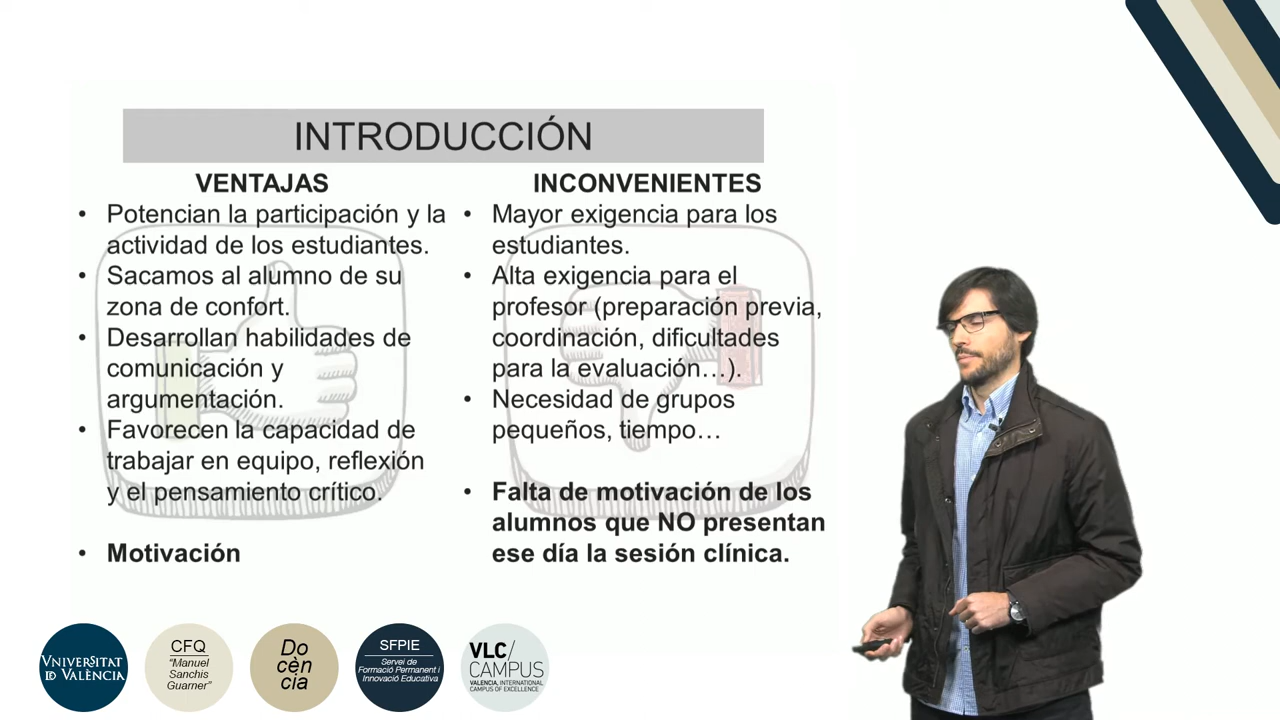 INTRODUCCIÓN
VENTAJAS
• Potencian la participación y la
actividad de los estudiantes.
• Sacamos al alumno de su
zona de confort.
• Desarrollan habilidades de
comunicación y
argumentación.
• Favorecen la capacidad de
trabajar en equipo, reflexión
y el pensamiento crítico.
• Motivación
INCONVENIENTES
• Mayor exigencia para los
estudiantes.
• Alta exigencia para el
profesor (preparación previa,
coordinación, dificultades
para la evaluación…).
• Necesidad de grupos
pequeños, tiempo…
• Falta de motivación de los
alumnos que NO presentan
ese día la sesión clínica.
VNIVERSITAT
ID VALÈNCIA
CFQ
"Manuel
Sanchis
Guarner"
Do
cèn
cia
SFPIE
Servei de
Formació Permanent i
Innovació Educativa
VLC/
CAMPUS
VALENCIA, INTERNATIONAL
CAMPUS OF EXCELLENCE